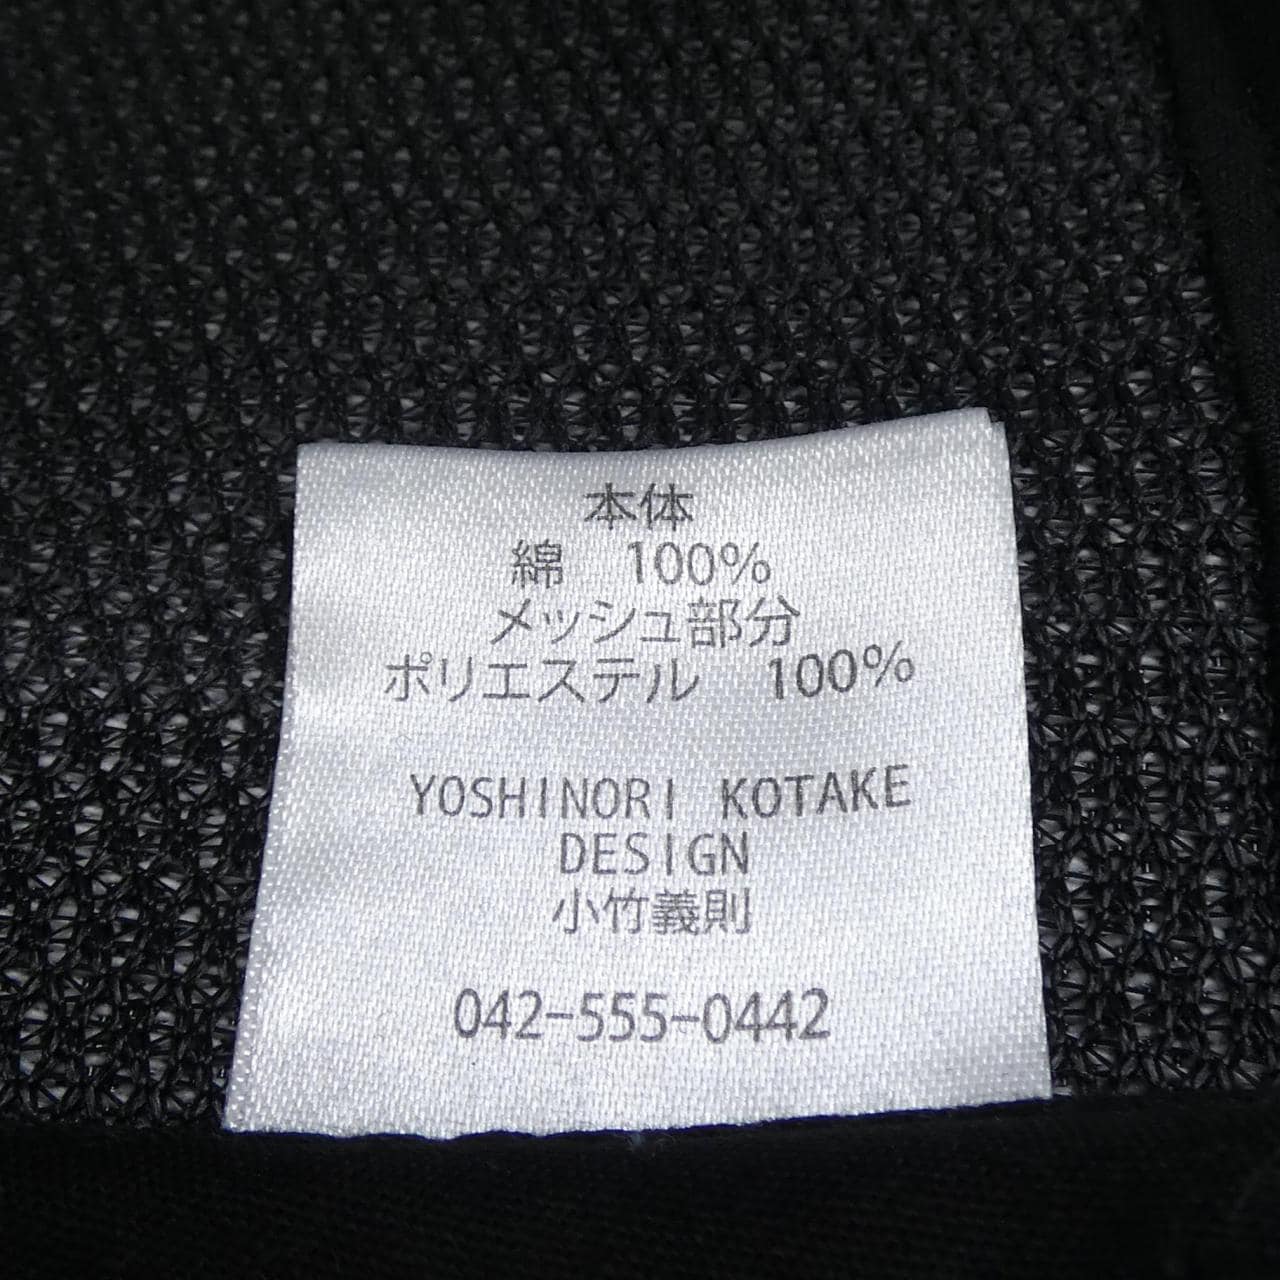 本体
綿　100%
メッシュ部分
ポリエステル　100%
YOSHINORI KOTAKE
DESIGN
小竹義則
042-555-0442